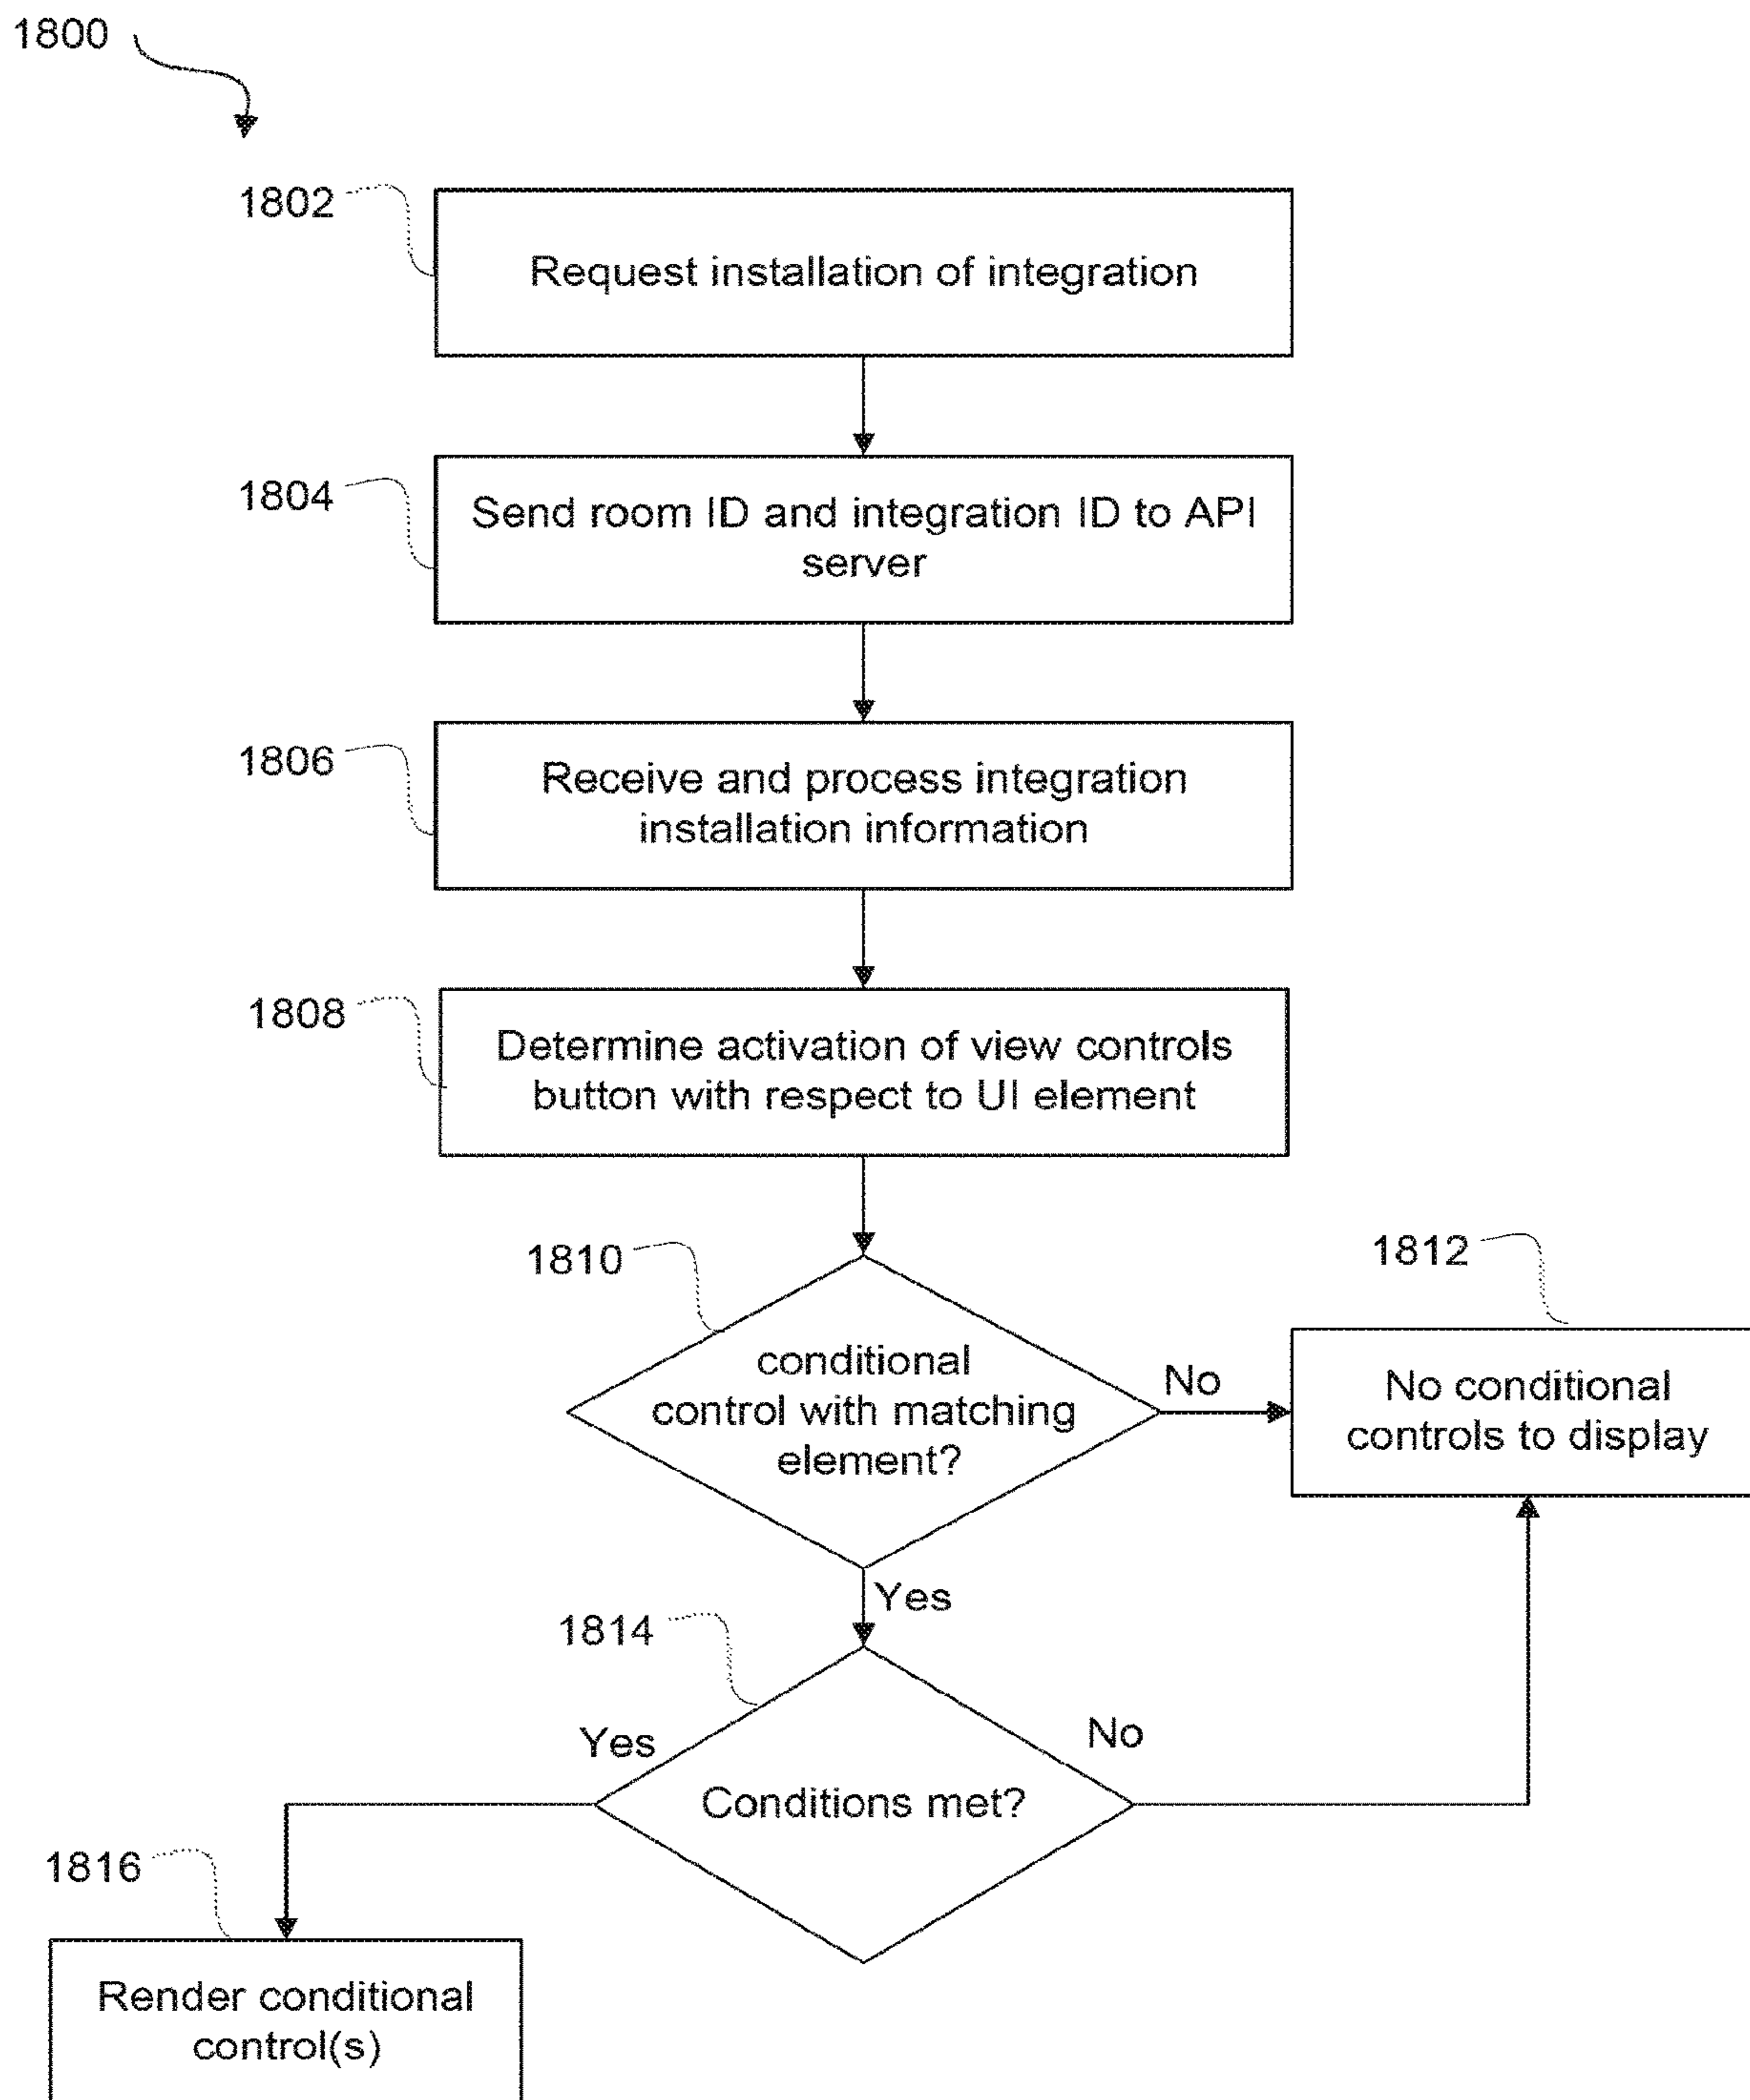 1800
1802
Request installation of integration
1804
Send room ID and integration ID to API
server
1806
Receive and process integration
installation information
1808
Determine activation of view controls
button with respect to UI element
1810
conditional
control with matching
element?
No
1812
No conditional
controls to display
Yes
1814
Yes
No
Conditions met?
1816
Render conditional
control(s)